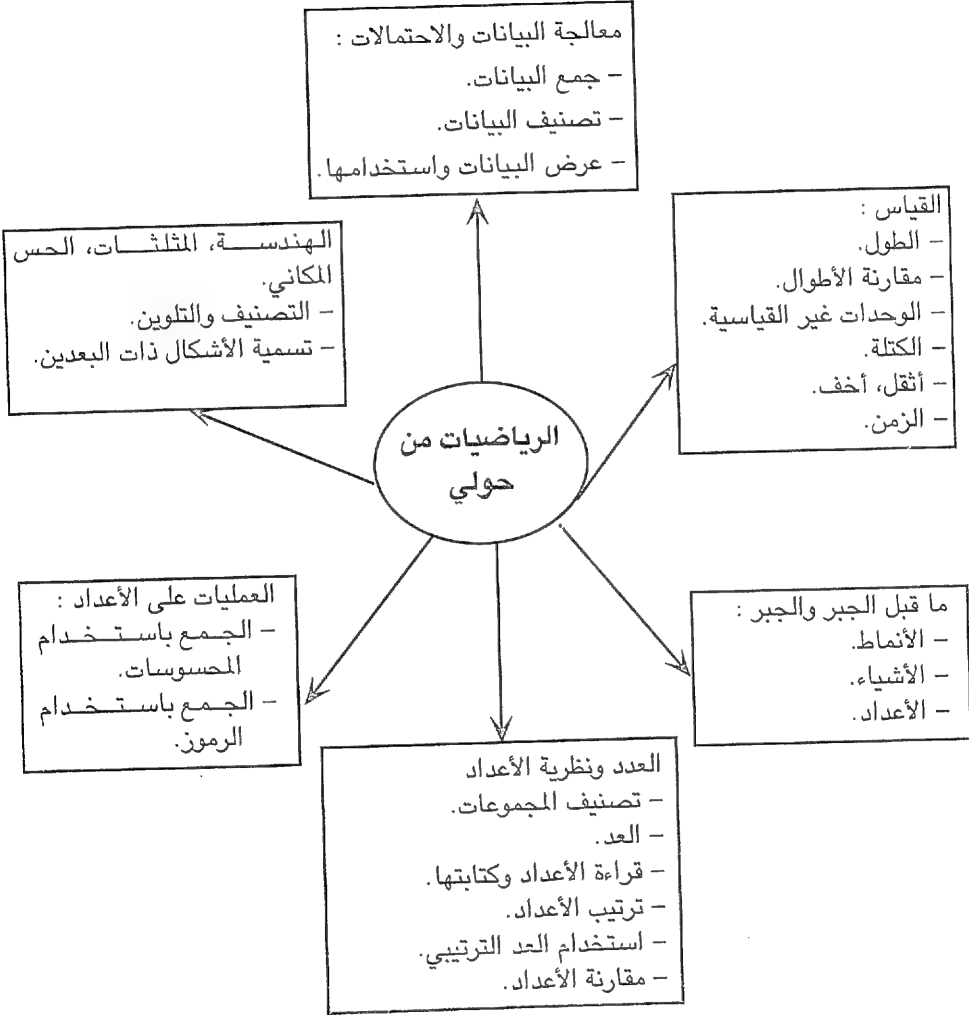 معالجة البيانات والاحتمالات :
– جمع البيانات.
– تصنيف البيانات.
– عرض البيانات واستخدامها.
القياس :
– الطول.
– مقارنة الأطوال.
– الوحدات غير القياسية.
– الكتلة.
– أثقل، أخف.
– الزمن.
الهندسة، المثلثات، الحس
المكاني.
– التصنيف والتلوين.
– تسمية الأشكال ذات البعدين.
الرياضيات من
حولي
ما قبل الجبر والجبر :
– الأنماط.
– الأشياء.
– الأعداد.
العمليات على الأعداد :
– الجمع باستخدام
المحسوسات.
– الجمع باستخدام
الرموز.
العدد ونظرية الأعداد
– تصنيف المجموعات.
– العد.
– قراءة الأعداد وكتابتها.
– ترتيب الأعداد.
– استخدام العد الترتيبي.
– مقارنة الأعداد.